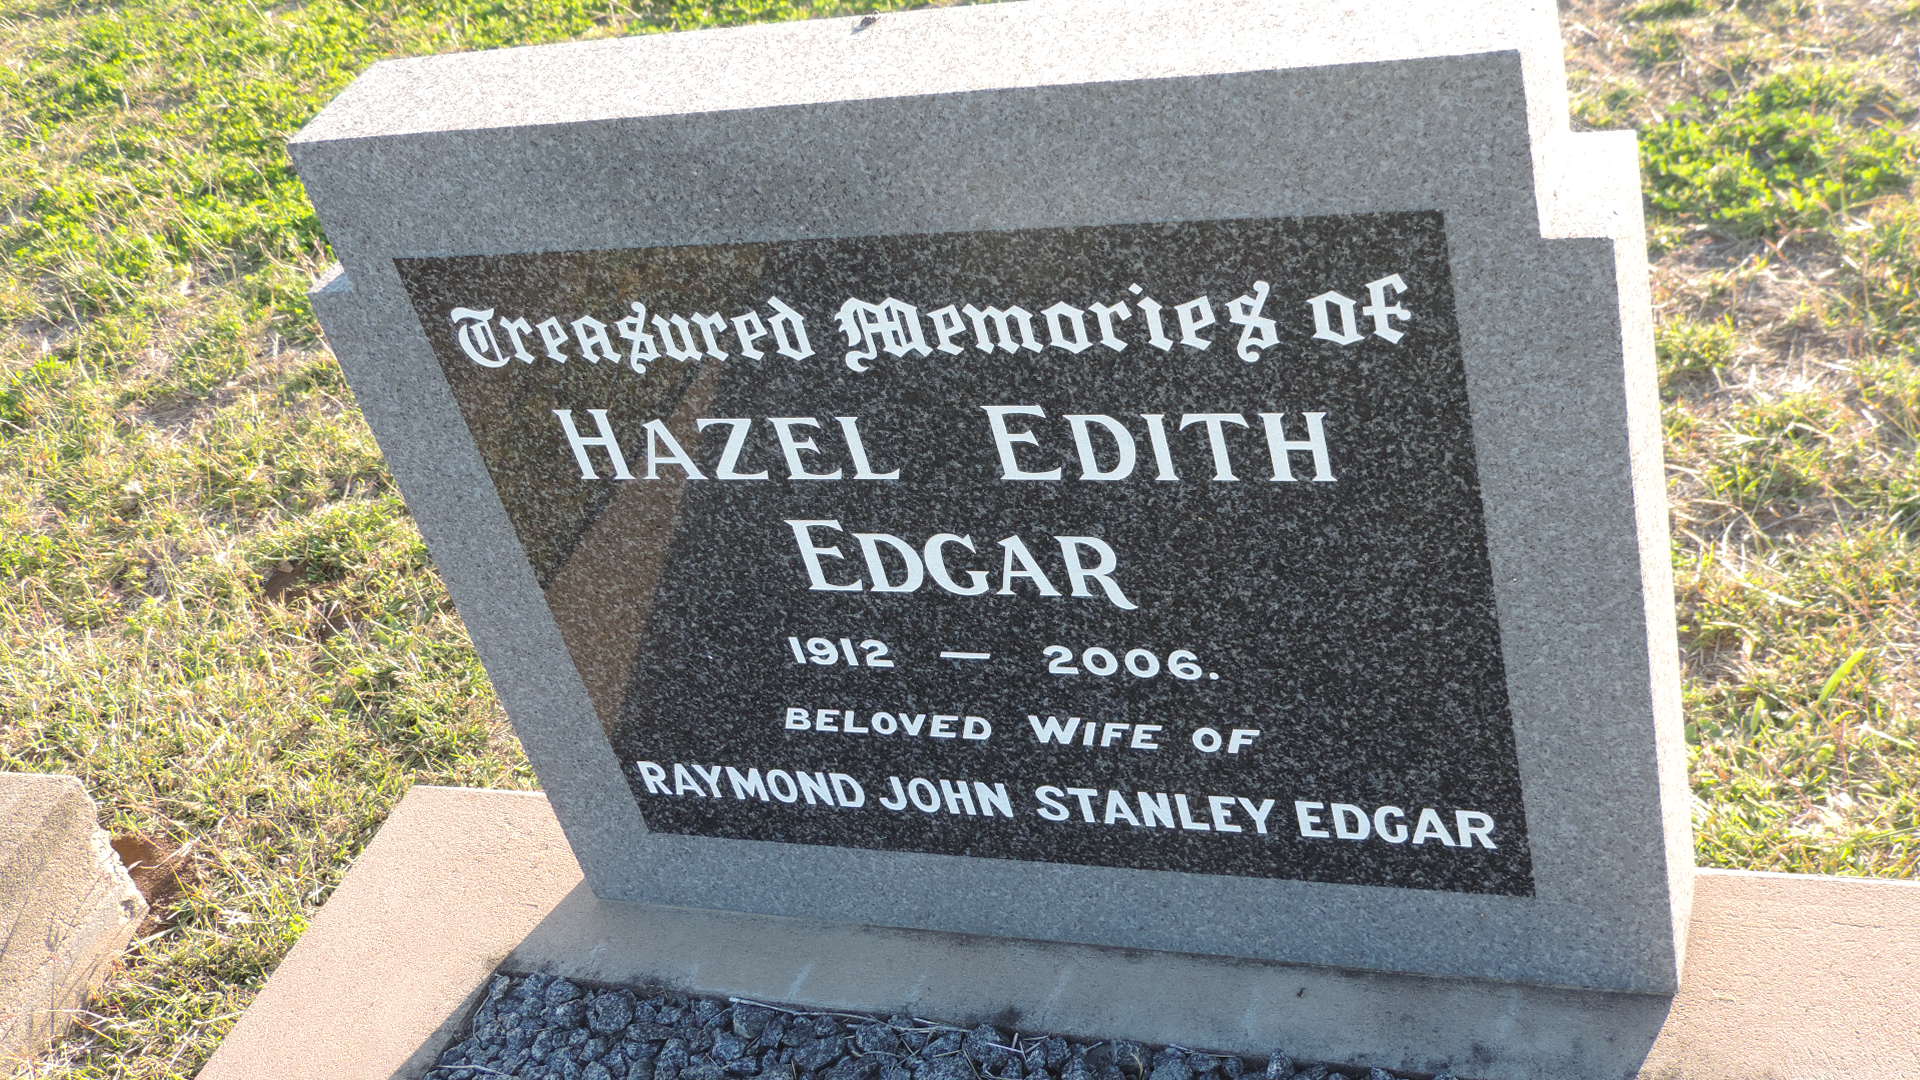 Treasured Memories of
HAZEL EDITH
EDGAR
1912 — 2006.
BELOVED WIFE OF
RAYMOND JOHN STANLEY EDGAR